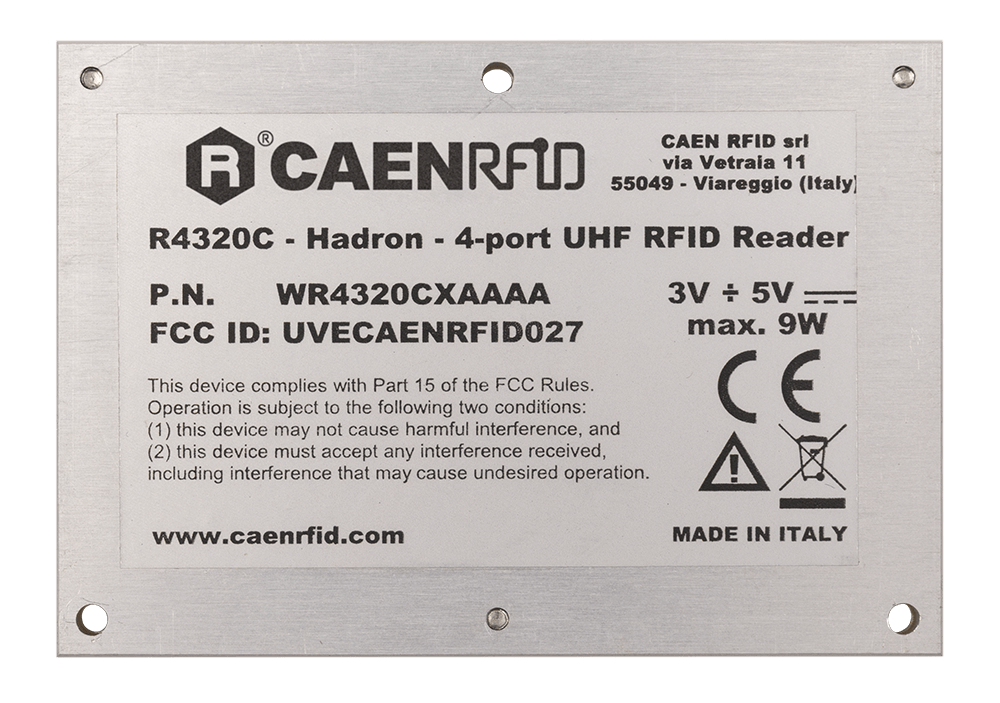 R® CAENRFID
CAEN RFID srl
via Vetraia 11
55049 - Viareggio (Italy)
R4320C - Hadron - 4-port UHF RFID Reader
P.N. WR4320CXAAAA
FCC ID: UVECAENRFID027
3V ÷ 5V
max. 9W
CE
This device complies with Part 15 of the FCC Rules.
Operation is subject to the following two conditions:
(1) this device may not cause harmful interference, and
(2) this device must accept any interference received,
including interference that may cause undesired operation.
!
www.caenrfid.com
MADE IN ITALY